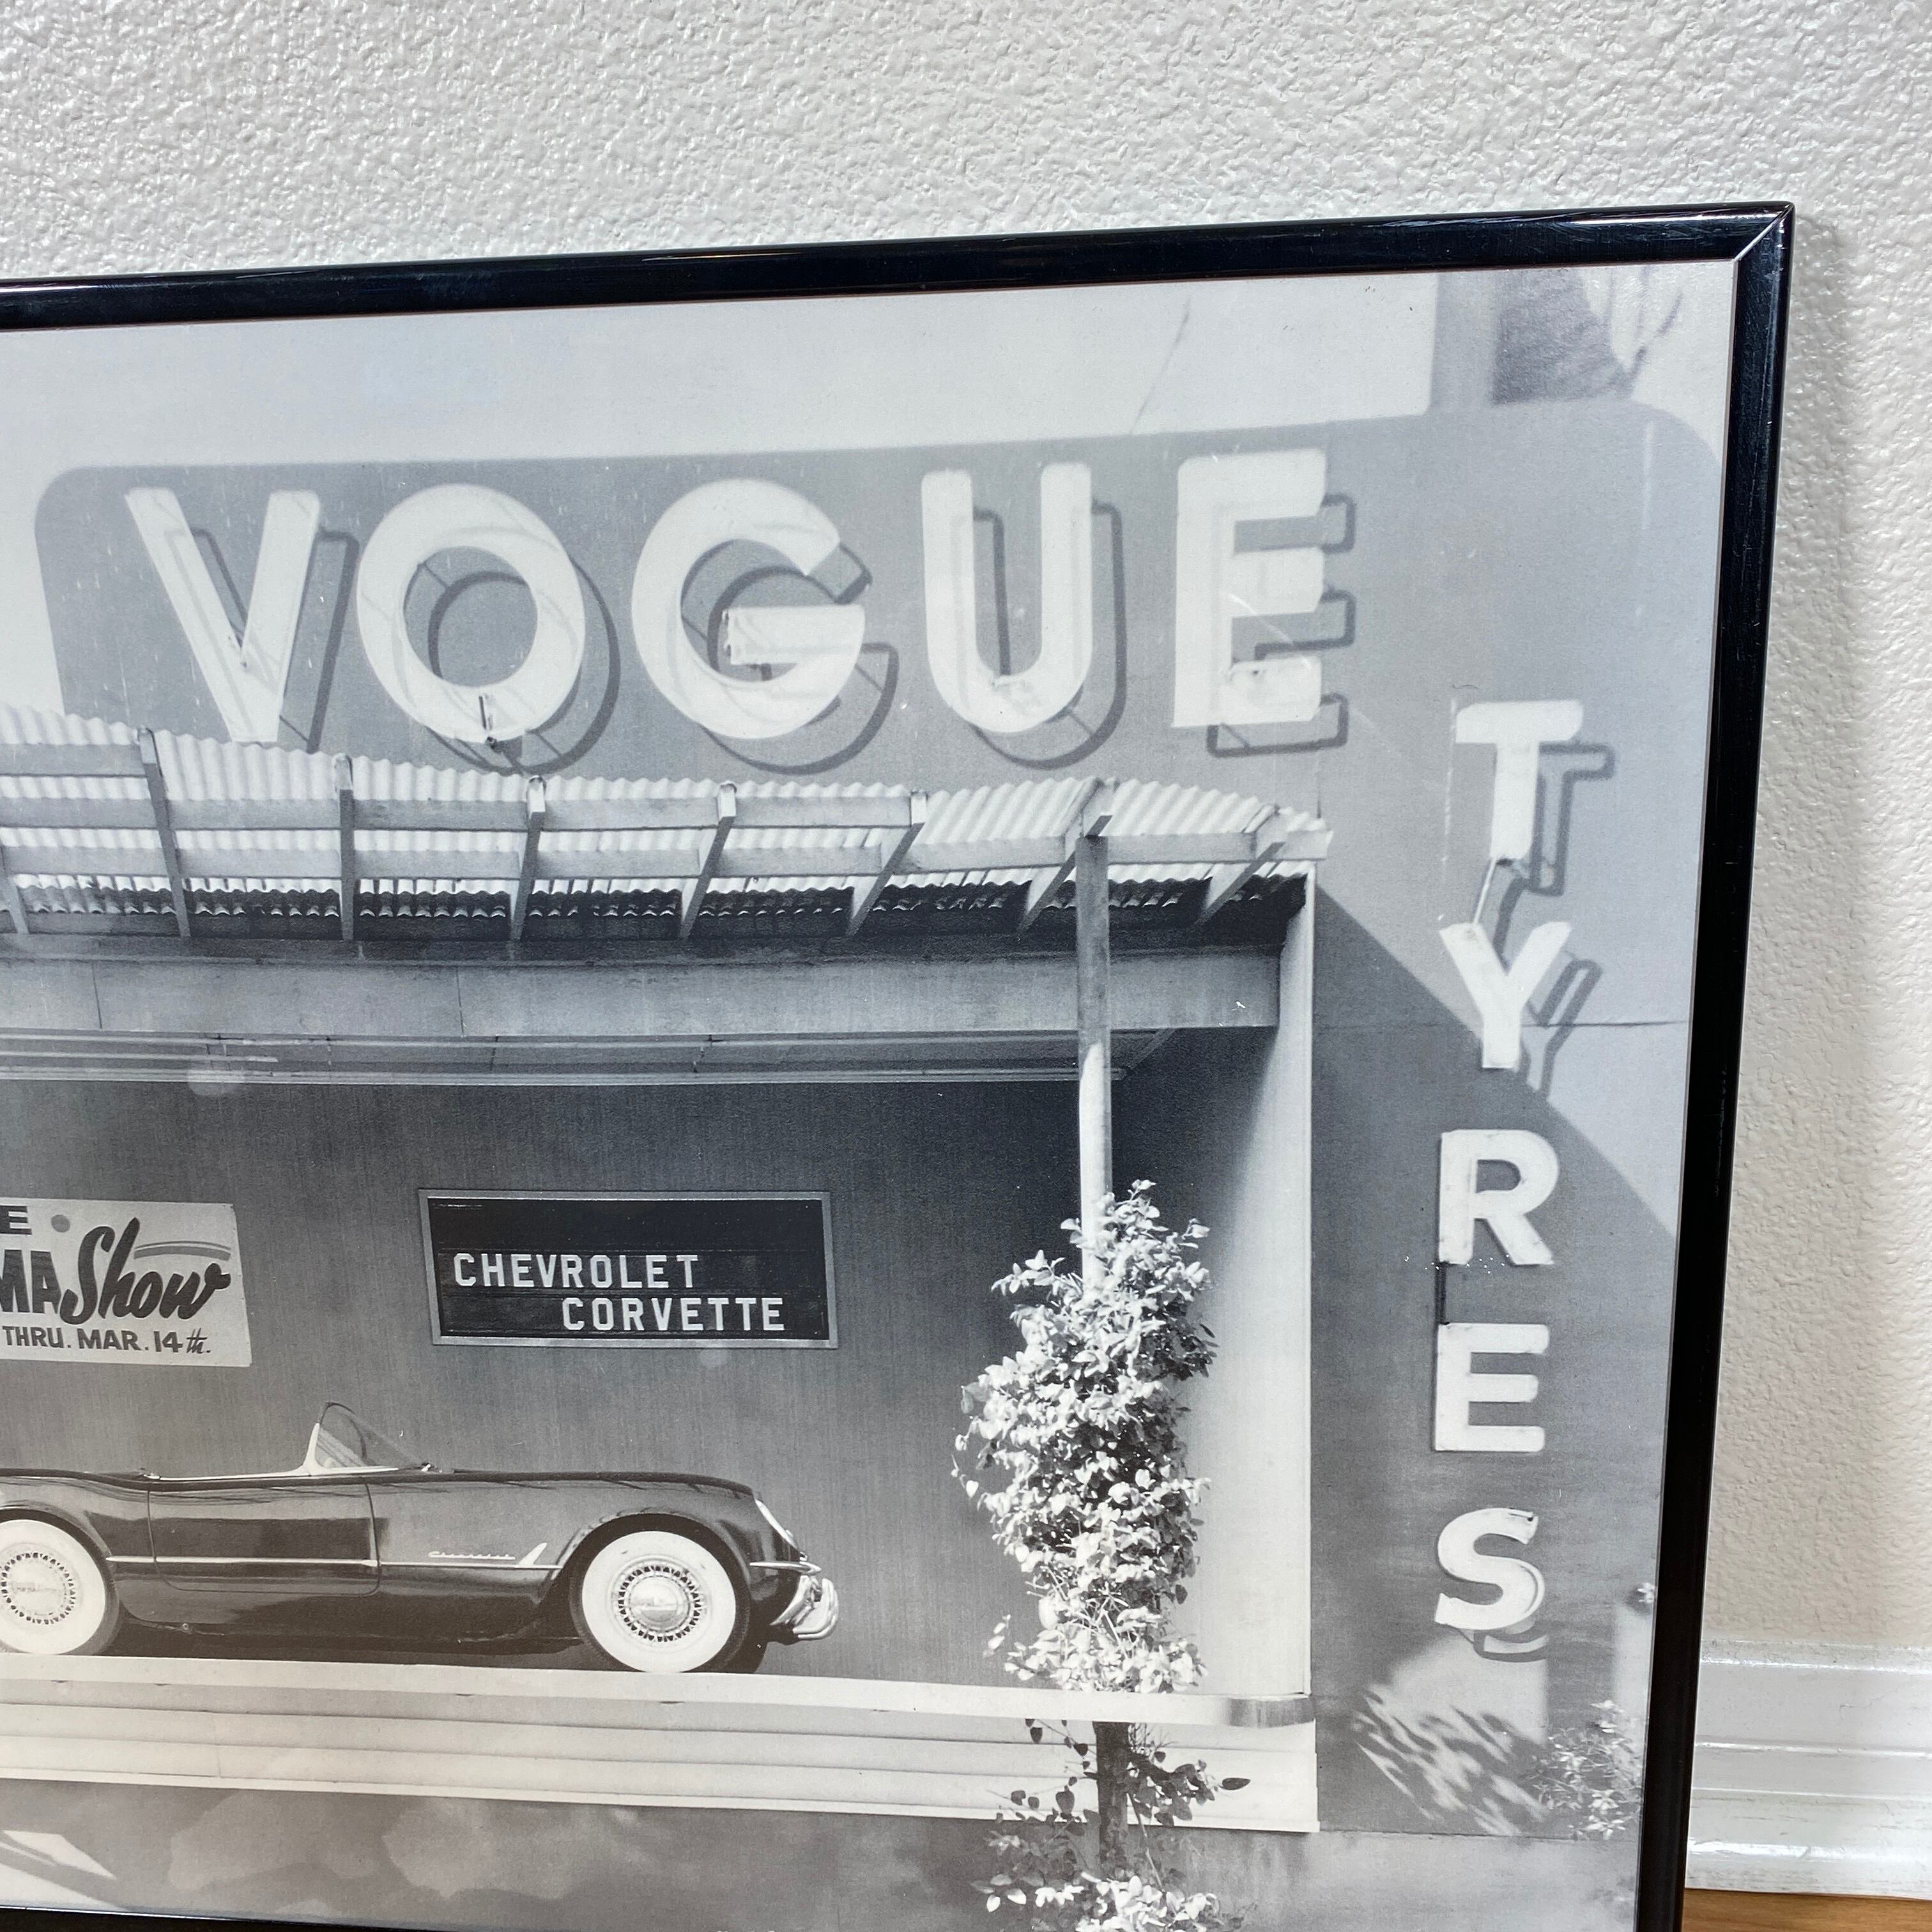 VOGUE
TYRES
E
MA Show
THRU. MAR. 14th.
CHEVROLET
CORVETTE